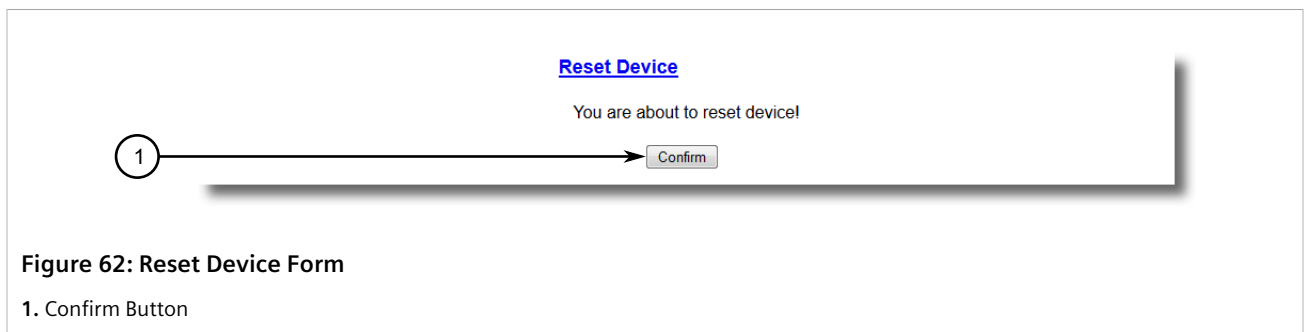 Reset Device
You are about to reset device!
1
Confirm
Figure 62: Reset Device Form
1. Confirm Button